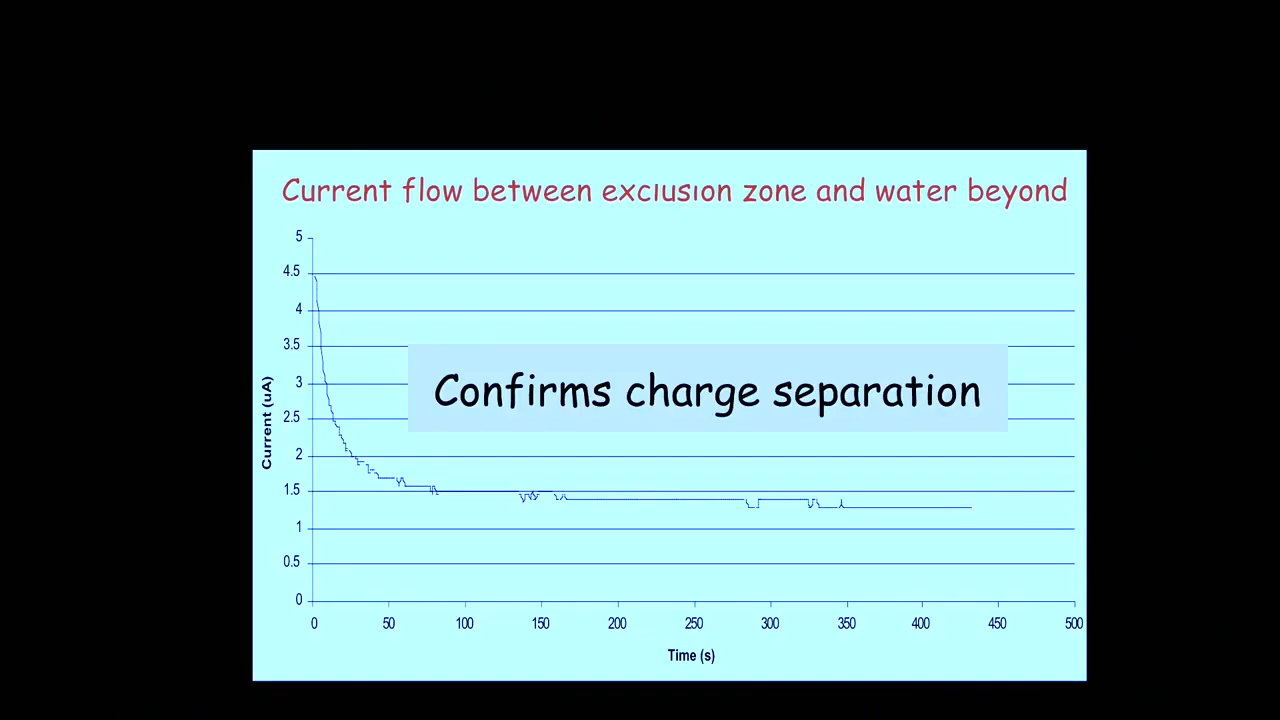 Current flow between exclusion zone and water beyond
5
4.5
4
3.5
3
2.5
2
1.5
1
0.5
0
Current (uA)
Confirms charge separation
0 50 100 150 200 250 300 350 400 450 500
Time (s)